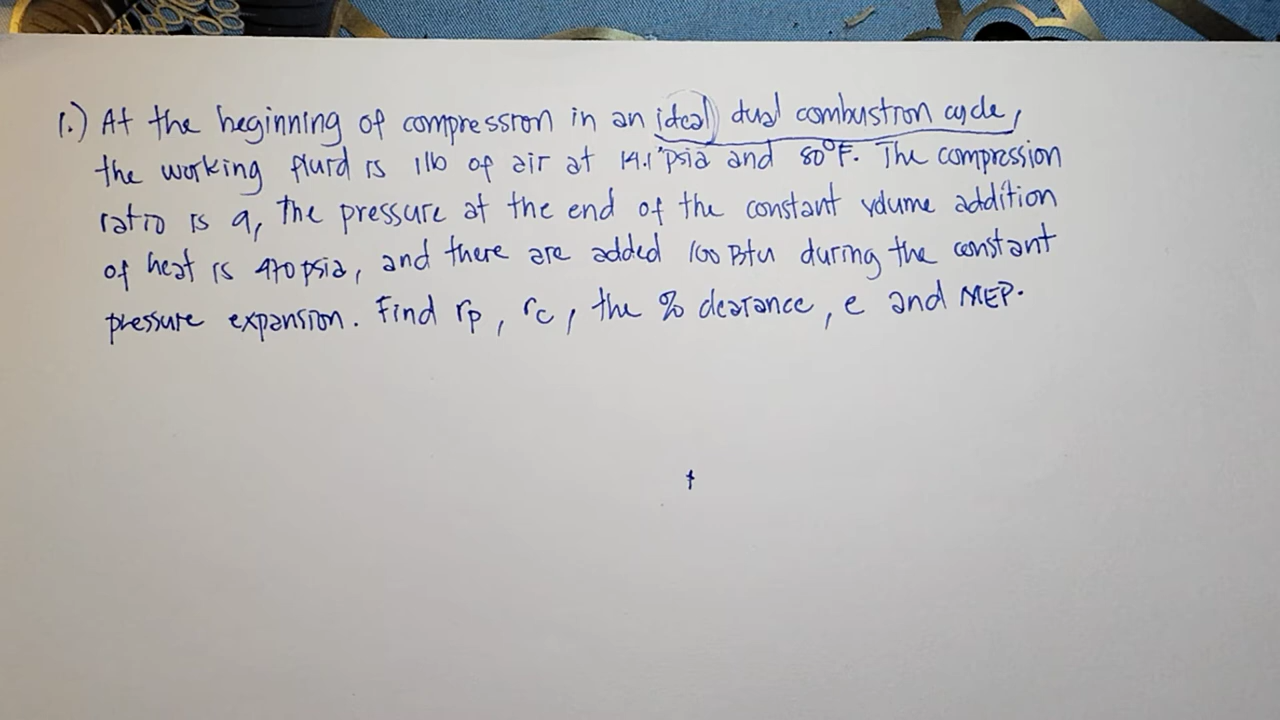 1.) At the beginning of compression in an ideal dual combustion cycle,
the working fluid is 1 lb of air at 14.1 psia and 80°F. The compression
ratio is 9, the pressure at the end of the constant volume addition
of heat is 470 psia, and there are added 100 Btu during the constant
pressure expansion. Find rp, rc, the % clearance, e and MEP.